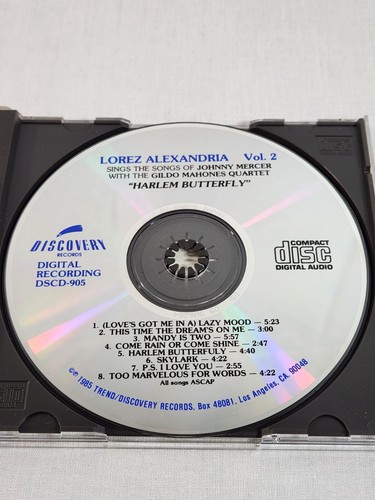 LOREZ ALEXANDRIA Vol. 2
SINGS THE SONGS OF JOHNNY MERCER
WITH THE GILDO MAHONES QUARTET
"HARLEM BUTTERFLY"
DISCOVERY
RECORDS
DIGITAL
RECORDING
DSCD-905
COMPACT
disc
DIGITAL AUDIO
1. (LOVE'S GOT ME IN A) LAZY MOOD — 5:23
2. THIS TIME THE DREAM'S ON ME — 3:00
3. MANDY IS TWO — 5:57
4. COME RAIN OR COME SHINE — 2:47
5. HARLEM BUTTERFULY — 4:40
6. SKYLARK — 4:22
7. P.S. I LOVE YOU — 2:55
8. TOO MARVELOUS FOR WORDS — 4:22
All songs ASCAP
©℗ 1985 TREND/DISCOVERY RECORDS. Box 48081, Los Angeles, CA. 90048